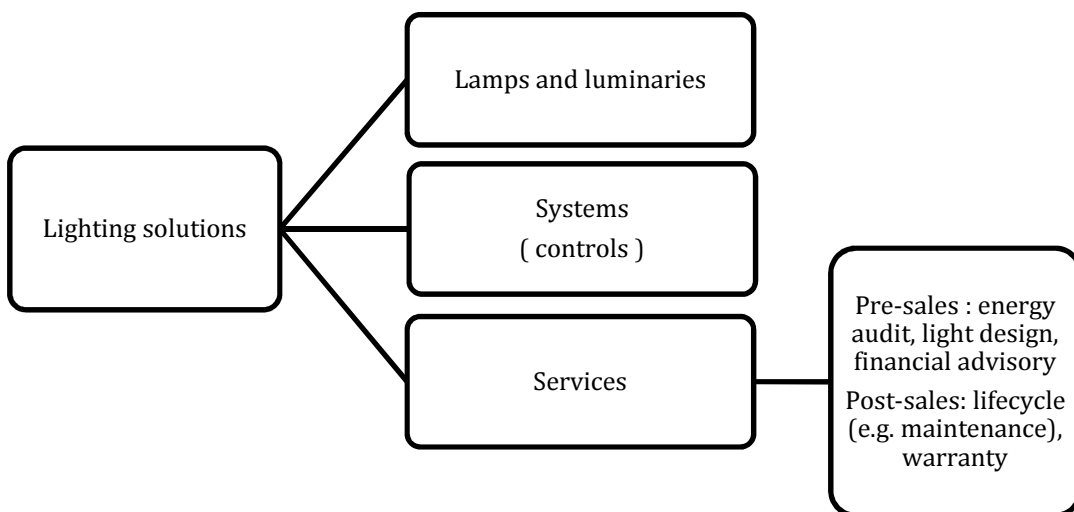 Lamps and luminaries
Lighting solutions
Systems
( controls )
Services
Pre-sales : energy
audit, light design,
financial advisory
Post-sales: lifecycle
(e.g. maintenance),
warranty